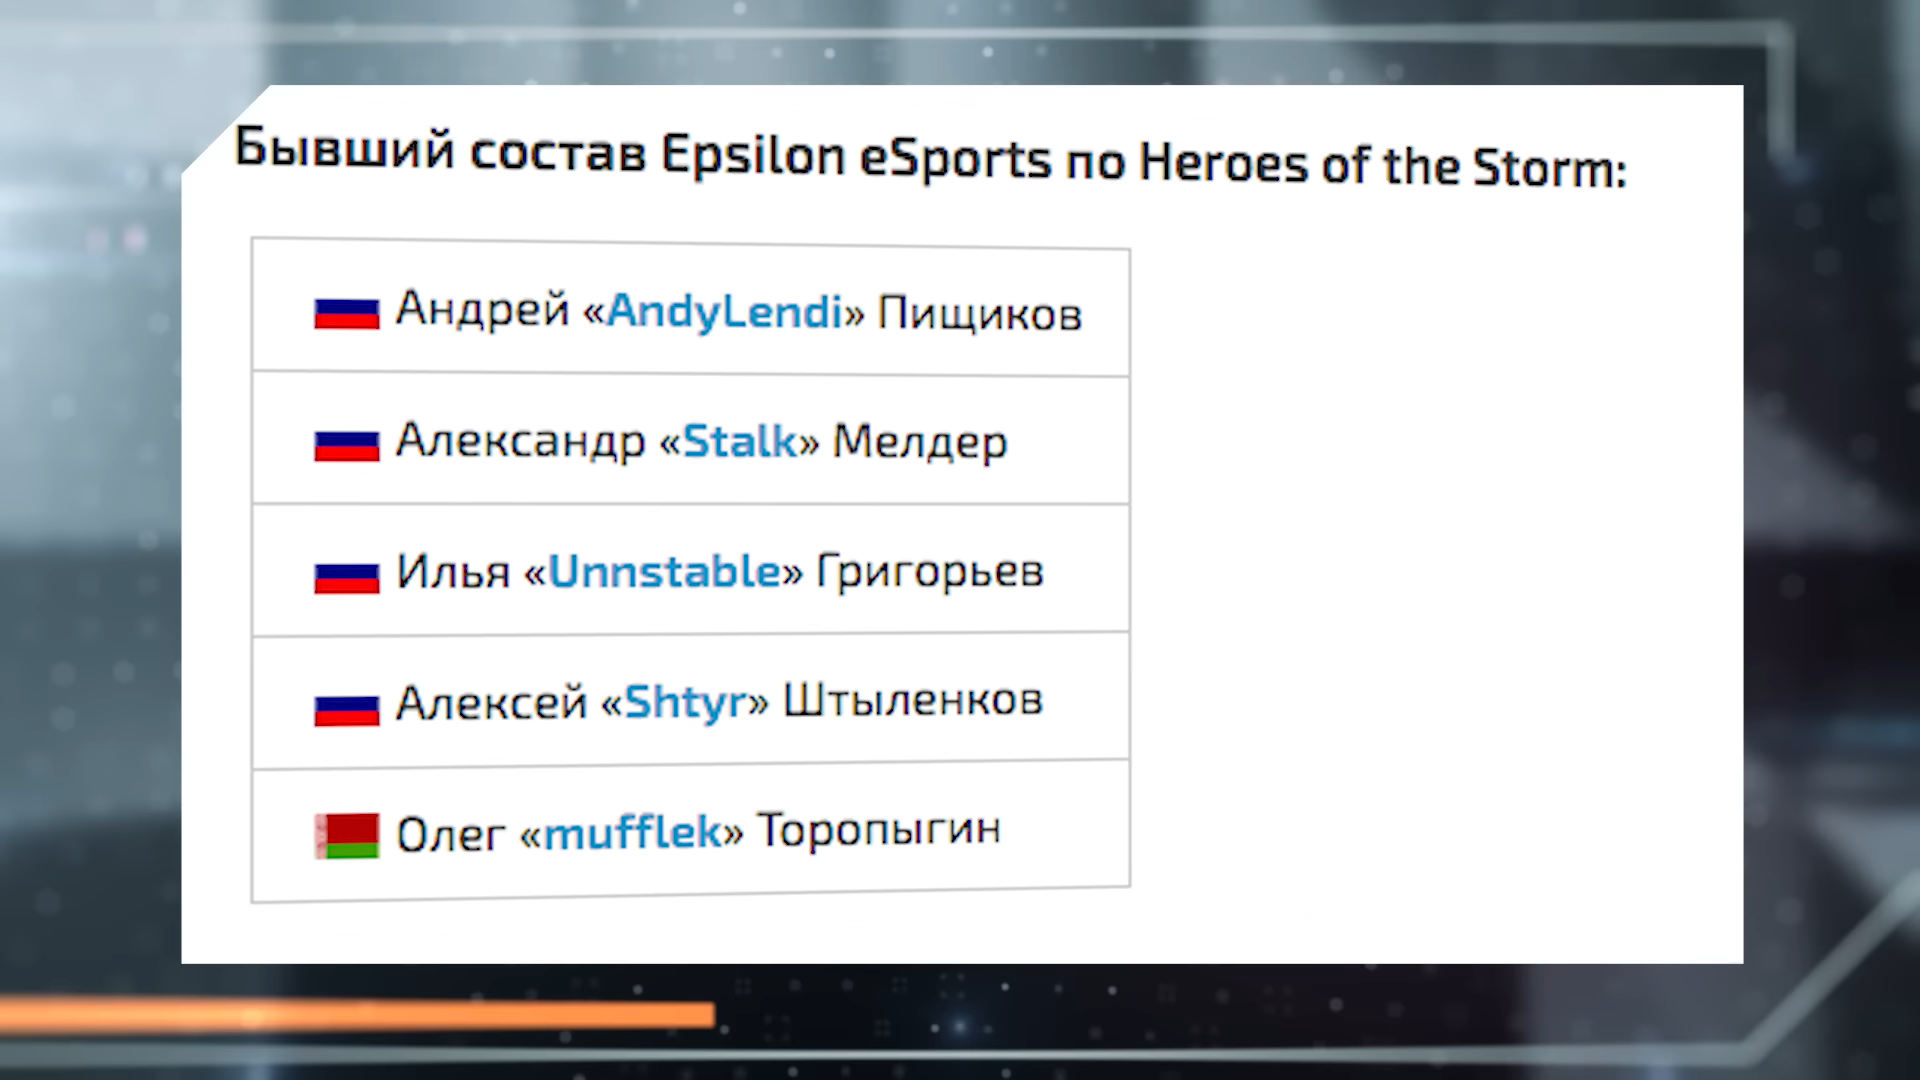 Бывший состав Epsilon eSports по Heroes of the Storm:
Андрей «AndyLendi» Пищиков
Александр «Stalk» Мелдер
Илья «Unnstable» Григорьев
Алексей «Shtyr» Штыленков
Олег «mufflek» Торопыгин